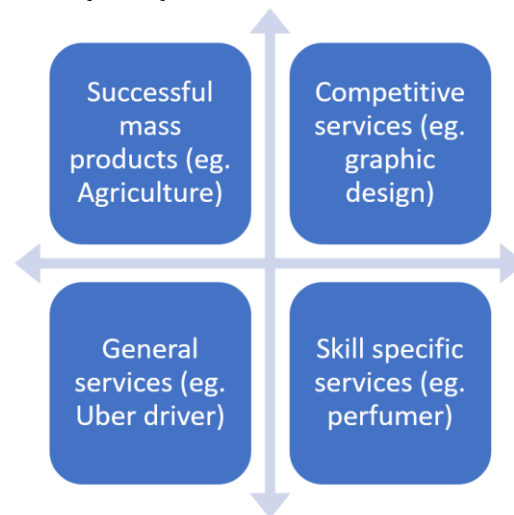 Successful
mass
products (eg.
Agriculture)
Competitive
services (eg.
graphic
design)
General
services (eg.
Uber driver)
Skill specific
services (eg.
perfumer)